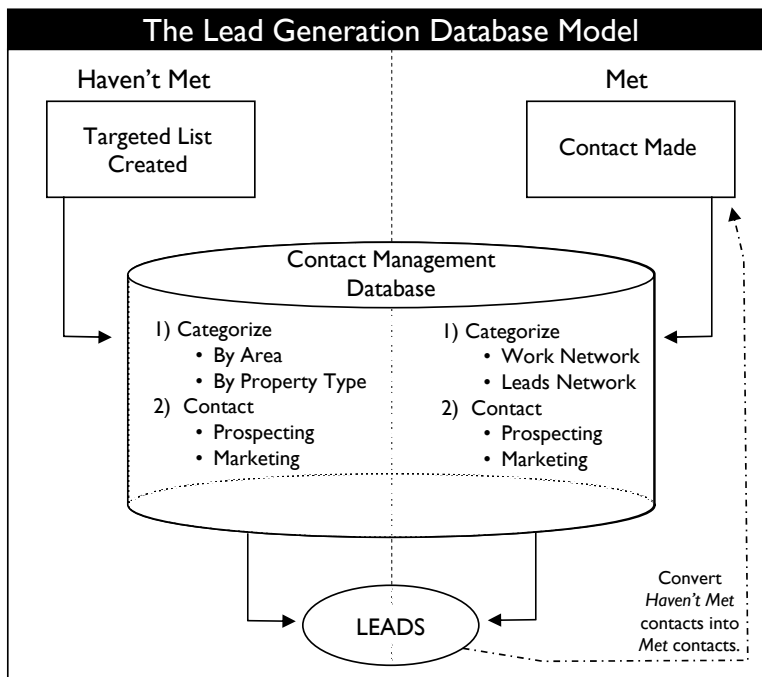 The Lead Generation Database Model
Haven't Met
Met
Targeted List
Created
Contact Made
Contact Management
Database
1) Categorize
• By Area
• By Property Type
2) Contact
• Prospecting
• Marketing
1) Categorize
• Work Network
• Leads Network
2) Contact
• Prospecting
• Marketing
LEADS
Convert
Haven't Met
contacts into
Met contacts.